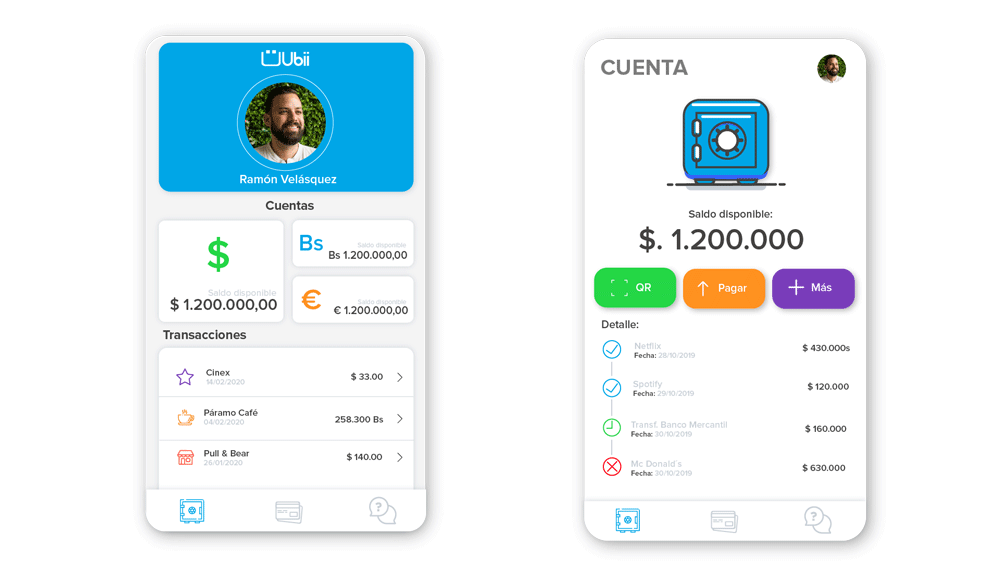 Ubii
Ramón Velásquez
Cuentas
$
Saldo disponible
$ 1.200.000,00
Bs
Saldo disponible
Bs 1.200.000,00
€
Saldo disponible
€ 1.200.000,00
Transacciones
Cinex
14/02/2020
$ 33.00
Páramo Café
04/02/2020
258.300 Bs
Pull & Bear
26/01/2020
$ 140.00
?
CUENTA
Saldo disponible:
$. 1.200.000
QR
Pagar
Más
Detalle:
Netflix
Fecha: 28/10/2019
$ 430.000s
Spotify
Fecha: 29/10/2019
$ 120.000
Transf. Banco Mercantil
Fecha: 30/10/2019
$ 160.000
Mc Donald´s
Fecha: 30/10/2019
$ 630.000
?